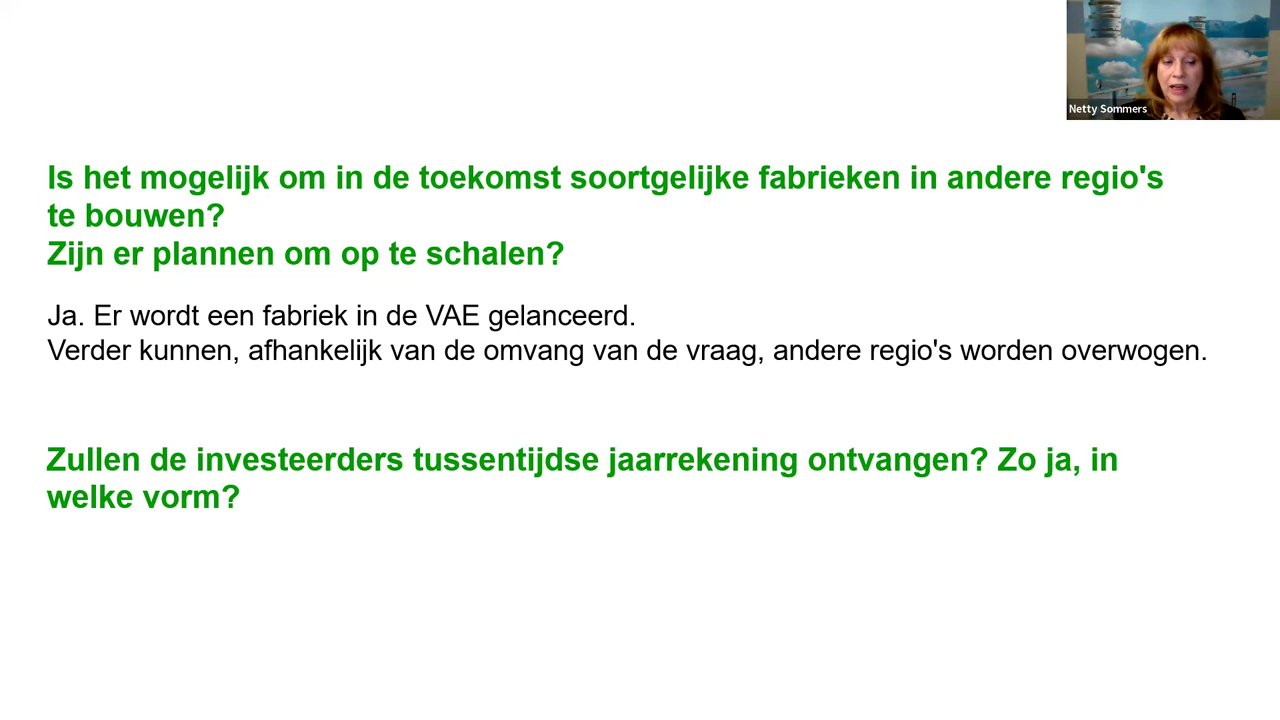 Netty Sommers
Is het mogelijk om in de toekomst soortgelijke fabrieken in andere regio's
te bouwen?
Zijn er plannen om op te schalen?
Ja. Er wordt een fabriek in de VAE gelanceerd.
Verder kunnen, afhankelijk van de omvang van de vraag, andere regio's worden overwogen.
Zullen de investeerders tussentijdse jaarrekening ontvangen? Zo ja, in
welke vorm?